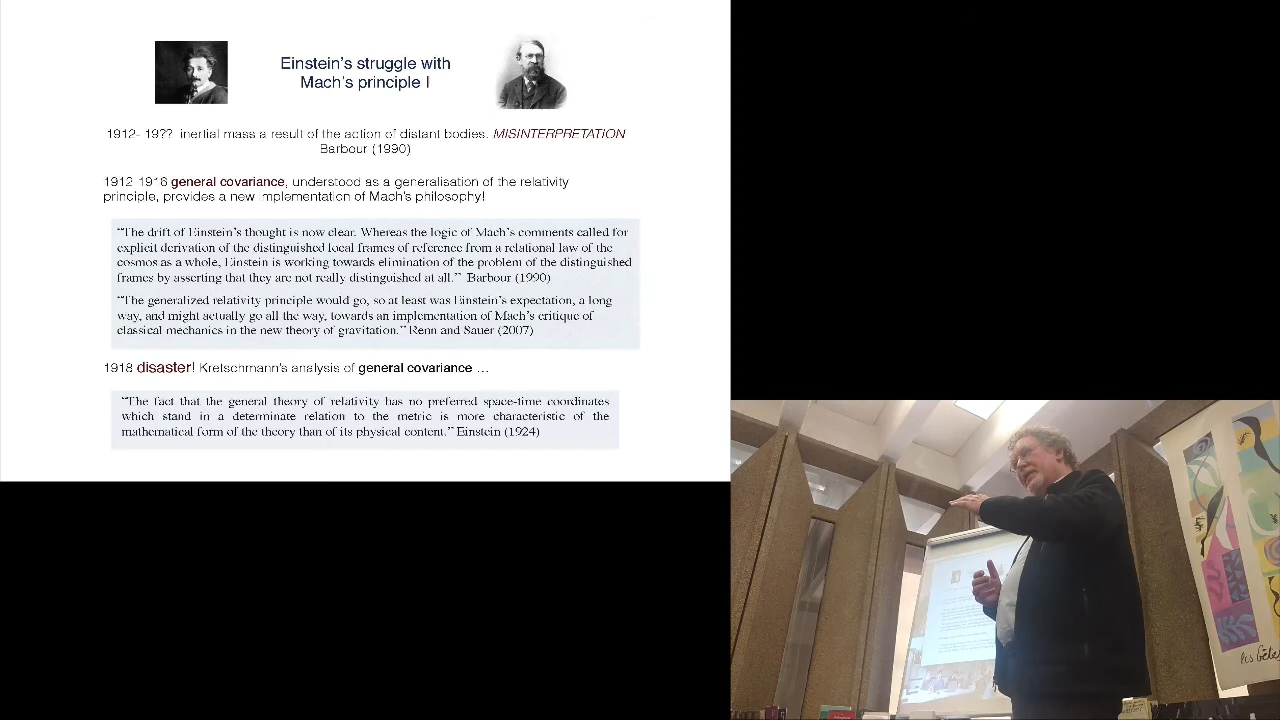 Einstein's struggle with
Mach's principle I
1912- 19?? inertial mass a result of the action of distant bodies. MISINTERPRETATION
Barbour (1990)
1912-1916 general covariance, understood as a generalisation of the relativity
principle, provides a new implementation of Mach's philosophy!
"The drift of Einstein's thought is now clear. Whereas the logic of Mach's comments called for
explicit derivation of the distinguished local frames of reference from a relational law of the
cosmos as a whole, Einstein is working towards elimination of the problem of the distinguished
frames by asserting that they are not really distinguished at all." Barbour (1990)
"The generalized relativity principle would go, so at least was Einstein's expectation, a long
way, and might actually go all the way, towards an implementation of Mach's critique of
classical mechanics in the new theory of gravitation." Renn and Sauer (2007)
1918 disaster! Kretschmann's analysis of general covariance ...
"The fact that the general theory of relativity has no preferred space-time coordinates
which stand in a determinate relation to the metric is more characteristic of the
mathematical form of the theory than of its physical content." Einstein (1924)